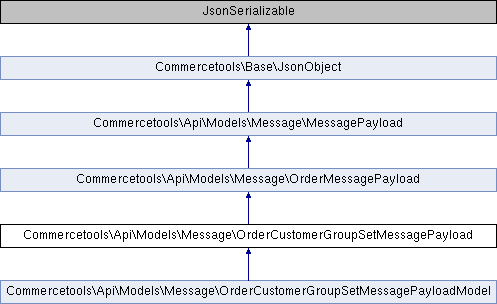 JsonSerializable
Commercetools\Base\JsonObject
Commercetools\Api\Models\Message\MessagePayload
Commercetools\Api\Models\Message\OrderMessagePayload
Commercetools\Api\Models\Message\OrderCustomerGroupSetMessagePayload
Commercetools\Api\Models\Message\OrderCustomerGroupSetMessagePayloadModel